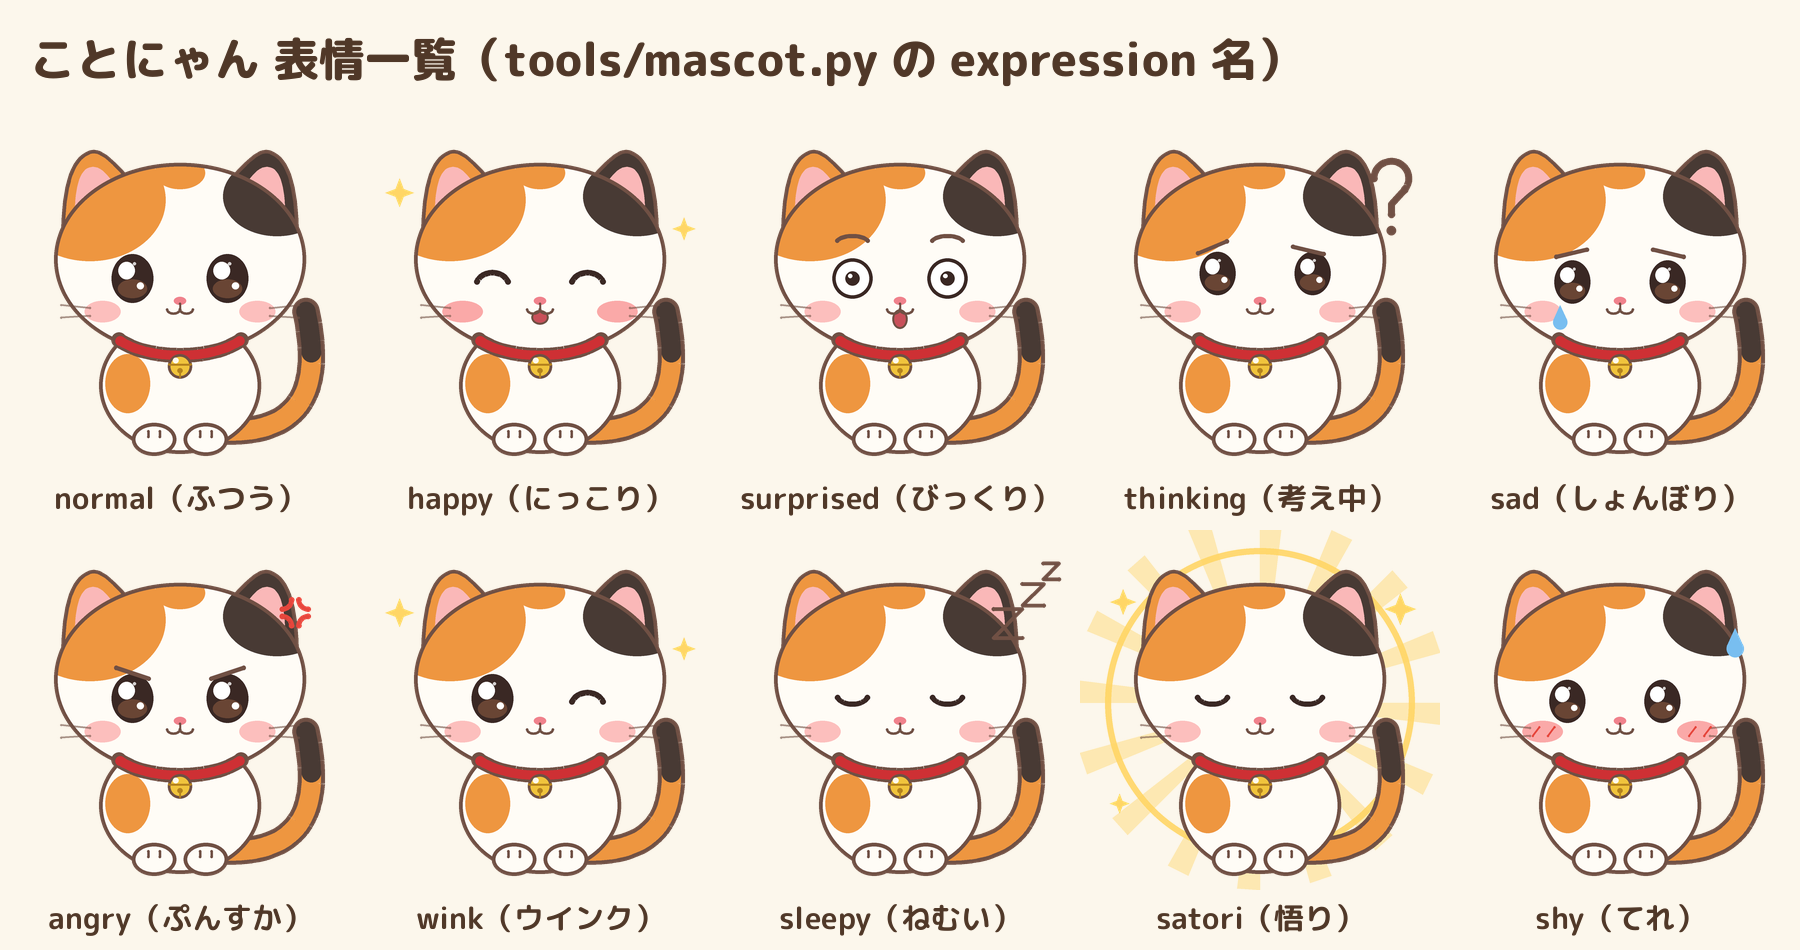 ことにゃん 表情一覧（tools/mascot.py の expression 名）
normal（ふつう） happy（にっこり） surprised（びっくり） thinking（考え中） sad（しょんぼり）
angry（ぷんすか） wink（ウインク） sleepy（ねむい） satori（悟り） shy（てれ）